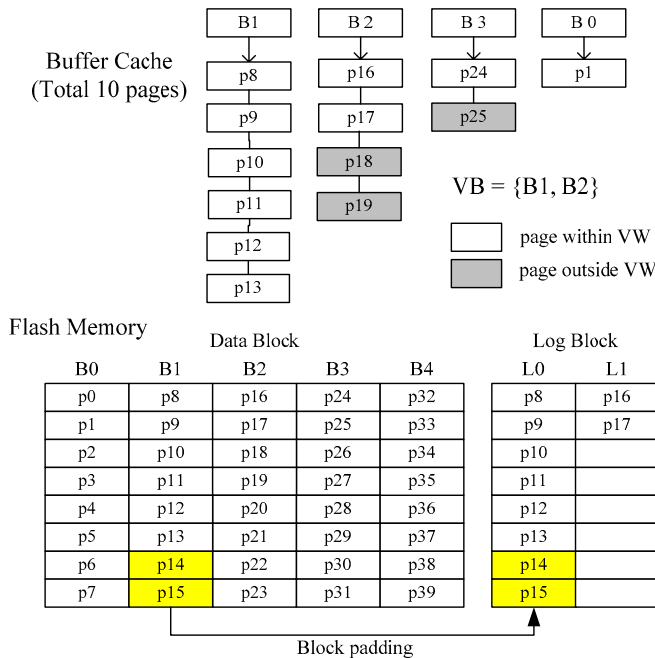 B1 B 2 B 3 B 0
Buffer Cache
(Total 10 pages)
p8 p16 p24 p1
p9 p17 p25
p10 p18
p11 p19
p12
p13
VB = {B1, B2}
page within VW
page outside VW
Flash Memory
Data Block Log Block
B0 B1 B2 B3 B4 L0 L1
p0 p8 p16 p24 p32 p8 p16
p1 p9 p17 p25 p33 p9 p17
p2 p10 p18 p26 p34 p10
p3 p11 p19 p27 p35 p11
p4 p12 p20 p28 p36 p12
p5 p13 p21 p29 p37 p13
p6 p14 p22 p30 p38 p14
p7 p15 p23 p31 p39 p15
Block padding